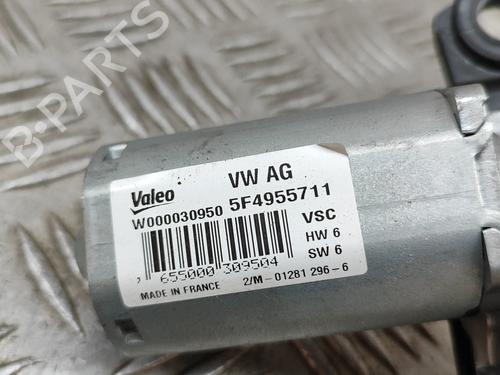 B-PARTS
Valeo VW AG
W000030950 5F4955711
VSC
HW 6
SW 6
655000 309504
MADE IN FRANCE 2/M-01281 296-6